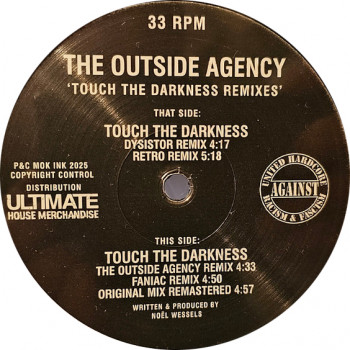 33 RPM
THE OUTSIDE AGENCY
‘TOUCH THE DARKNESS REMIXES’
THAT SIDE:
TOUCH THE DARKNESS
DYSISTOR REMIX 4:17
RETRO REMIX 5:18
P&C MOK INK 2025
COPYRIGHT CONTROL
DISTRIBUTION
ULTIMATE
HOUSE MERCHANDISE
UNITED HARDCORE
AGAINST
RACISM & FASCISM
THIS SIDE:
TOUCH THE DARKNESS
THE OUTSIDE AGENCY REMIX 4:33
FANIAC REMIX 4:50
ORIGINAL MIX REMASTERED 4:57
WRITTEN & PRODUCED BY
NOËL WESSELS